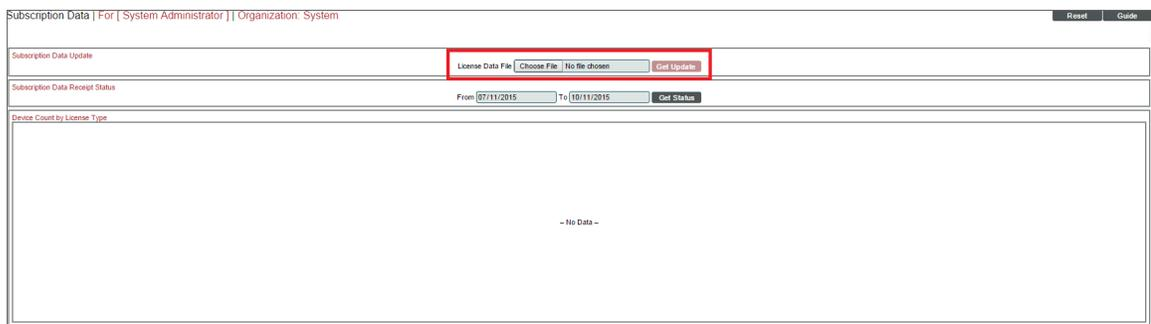 Subscription Data | For [ System Administrator ] | Organization: System Reset Guide
Subscription Data Update
License Data File Choose File No file chosen Get Update
Subscription Data Receipt Status
From 07/11/2015 To 10/11/2015 Get Status
Device Count by License Type
-- No Data --